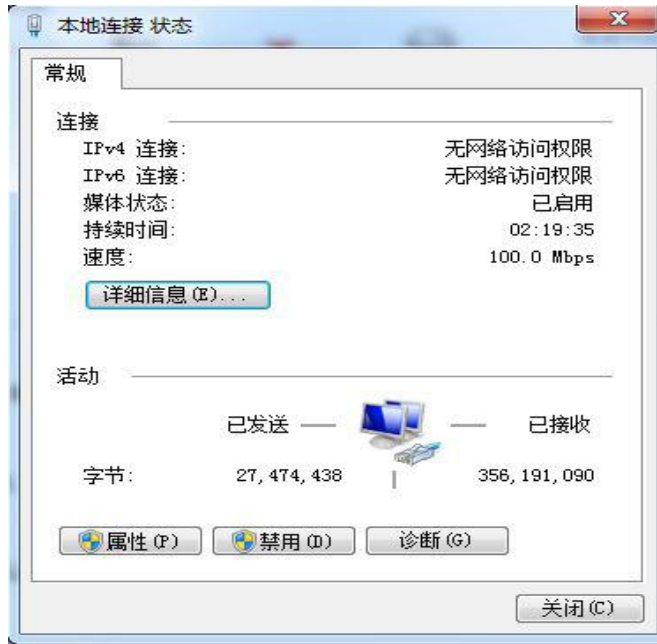 本地连接 状态
常规
连接
IPv4 连接: 无网络访问权限
IPv6 连接: 无网络访问权限
媒体状态: 已启用
持续时间: 02:19:35
速度: 100.0 Mbps
详细信息(E)...
活动
已发送 已接收
字节: 27,474,438 356,191,090
属性(P) 禁用(D) 诊断(G)
关闭(C)